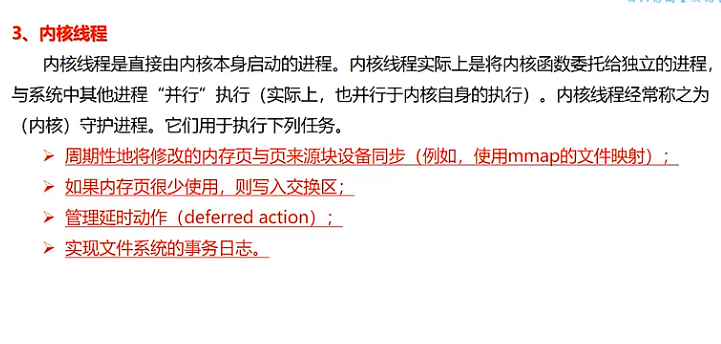 3、内核线程
内核线程是直接由内核本身启动的进程。内核线程实际上是将内核函数委托给独立的进程,
与系统中其他进程“并行”执行(实际上,也并行于内核自身的执行)。内核线程经常称之为
(内核)守护进程。它们用于执行下列任务。
➢ 周期性地将修改的内存页与页来源块设备同步(例如,使用mmap的文件映射);
➢ 如果内存页很少使用,则写入交换区;
➢ 管理延时动作(deferred action);
➢ 实现文件系统的事务日志。